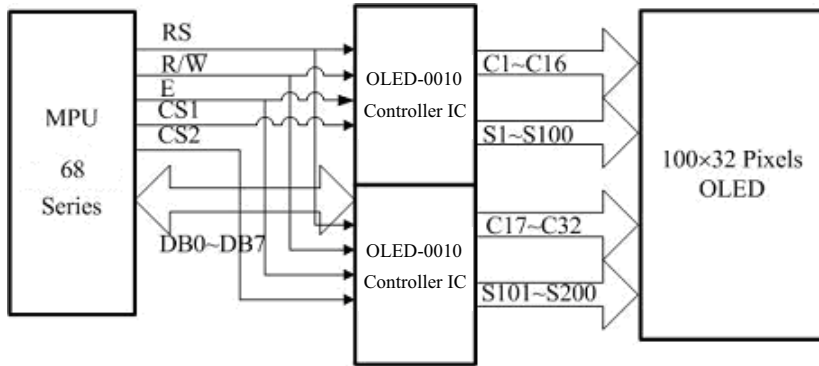 MPU
68
Series
RS
R/W̅
E
CS1
CS2
DB0~DB7
OLED-0010
Controller IC
OLED-0010
Controller IC
C1~C16
S1~S100
C17~C32
S101~S200
100×32 Pixels
OLED